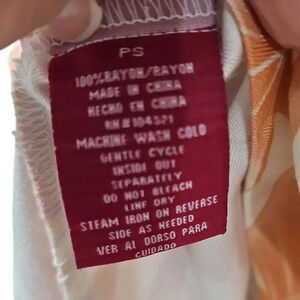 PS
100%RAYON/RAYON
MADE IN CHINA
HECHO EN CHINA
RN#104521
MACHINE WASH COLD
GENTLE CYCLE
INSIDE OUT
SEPARATELY
DO NOT BLEACH
LINE DRY
STEAM IRON ON REVERSE
SIDE AS NEEDED
VER AL DORSO PARA
CUIDADO